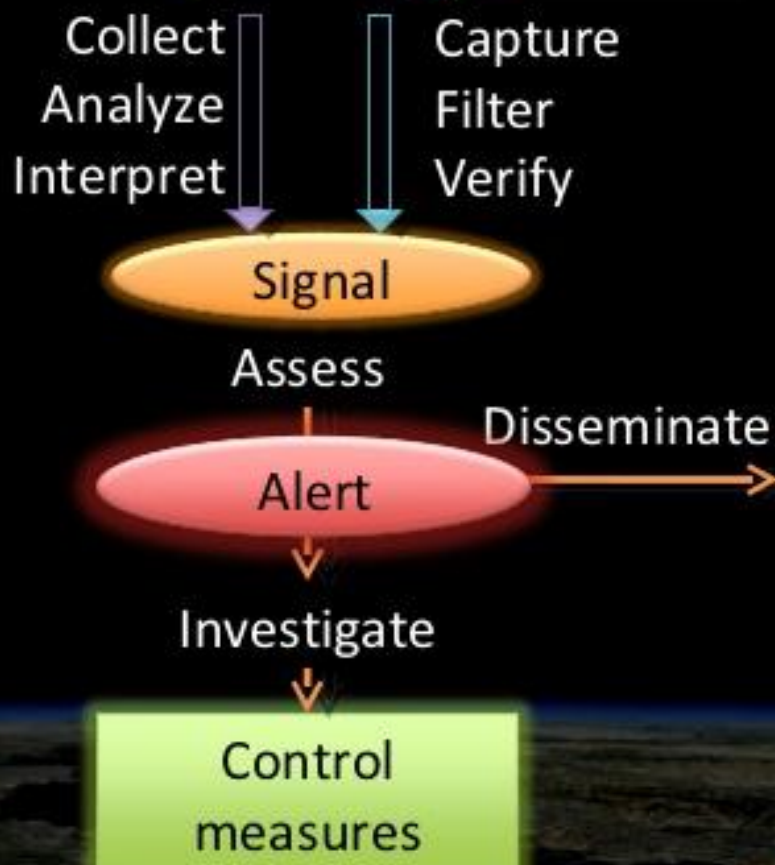 Collect
Analyze
Interpret
Capture
Filter
Verify
Signal
Assess
Disseminate
Alert
Investigate
Control
measures